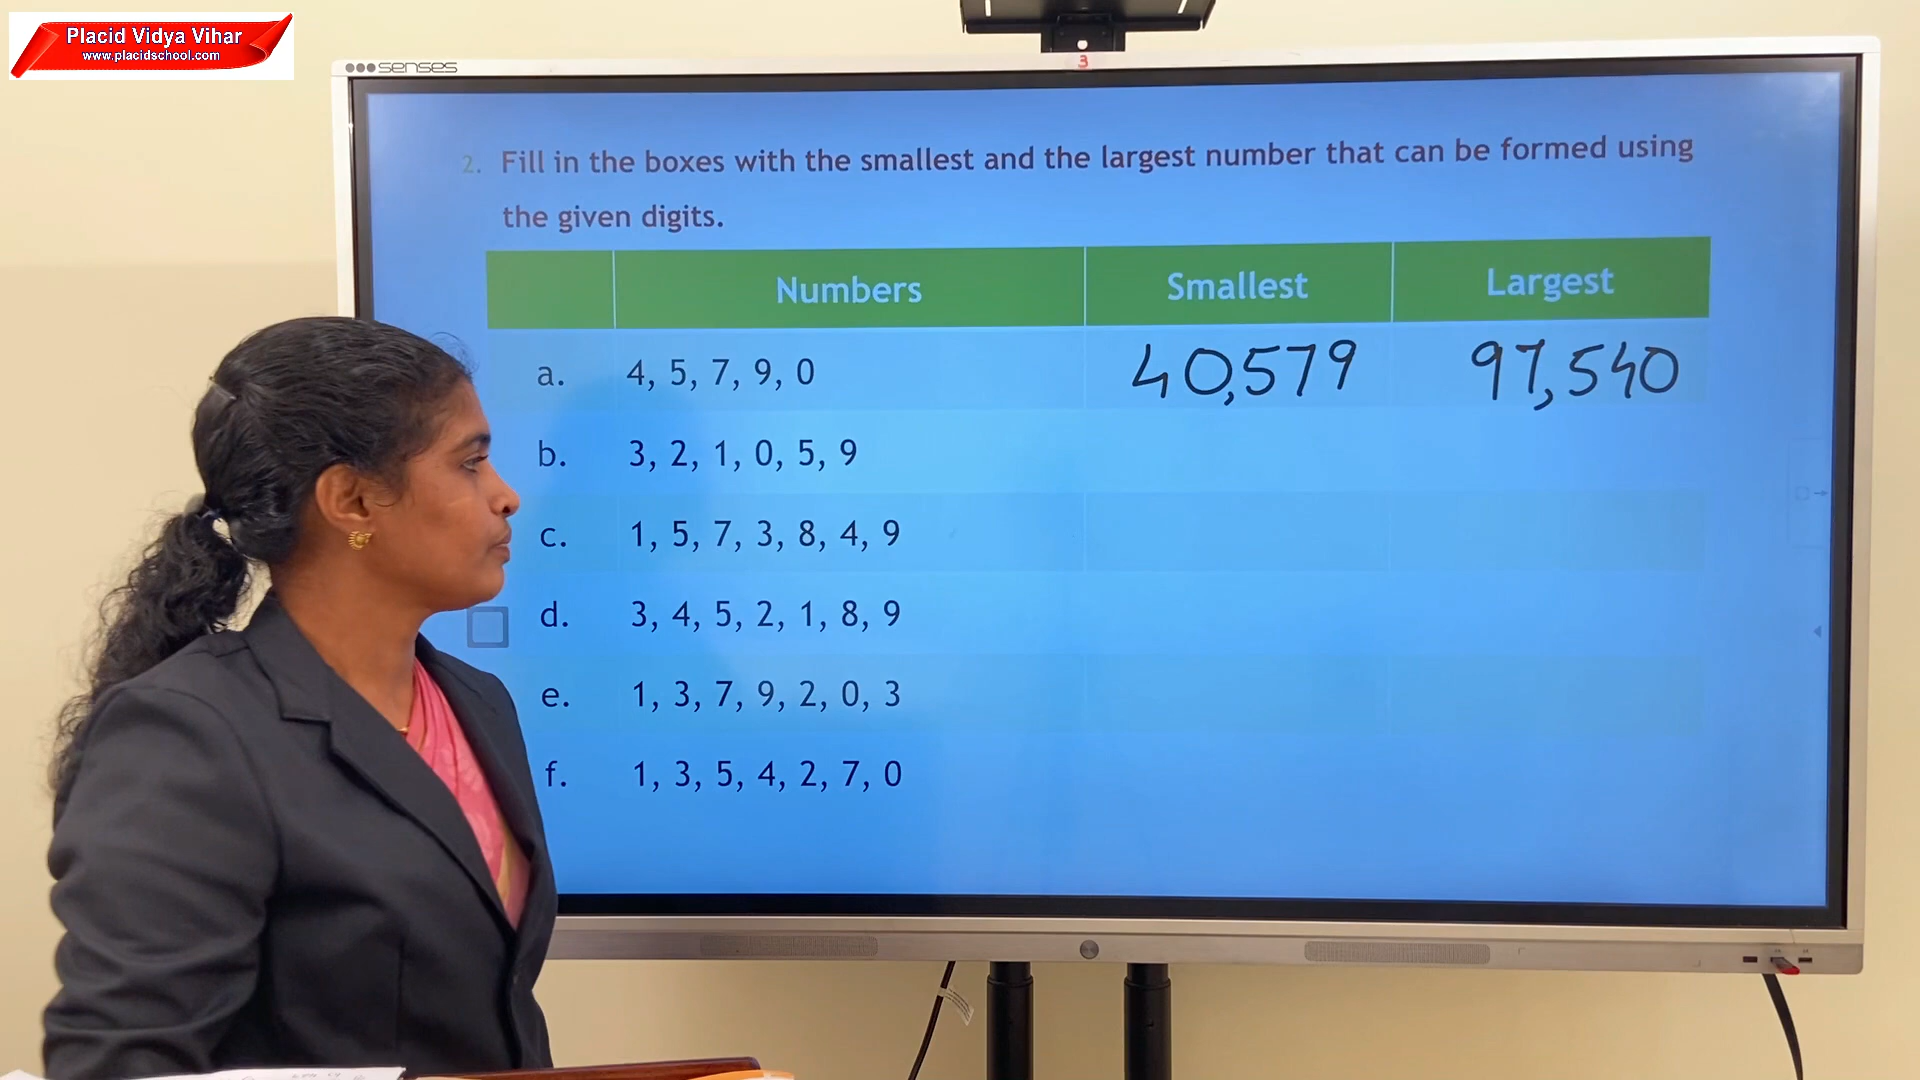 Placid Vidya Vihar
www.placidschool.com
senses
3
2. Fill in the boxes with the smallest and the largest number that can be formed using
the given digits.
Numbers Smallest Largest
a. 4, 5, 7, 9, 0 40,579 97,540
b. 3, 2, 1, 0, 5, 9
c. 1, 5, 7, 3, 8, 4, 9
d. 3, 4, 5, 2, 1, 8, 9
e. 1, 3, 7, 9, 2, 0, 3
f. 1, 3, 5, 4, 2, 7, 0